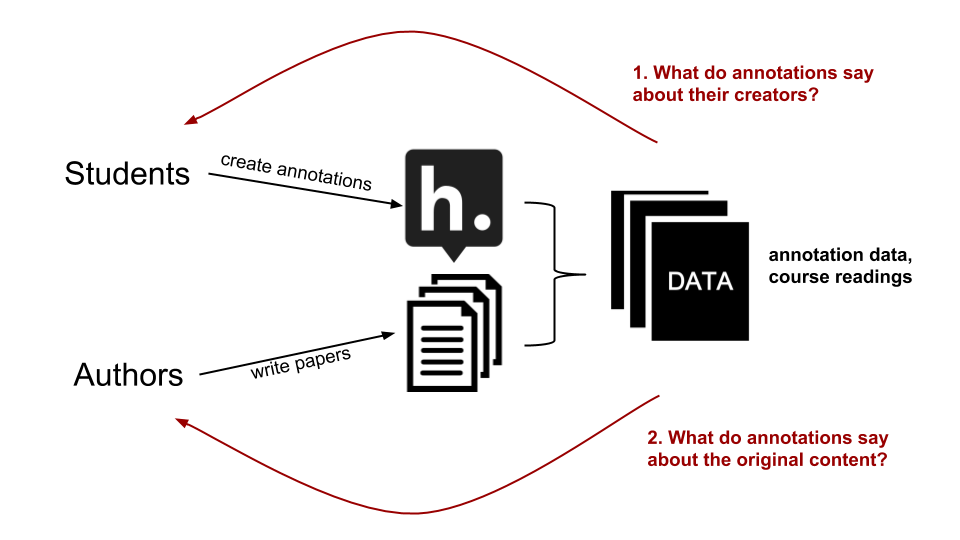 1. What do annotations say
about their creators?
Students
create annotations
h.
DATA
annotation data,
course readings
Authors
write papers
2. What do annotations say
about the original content?